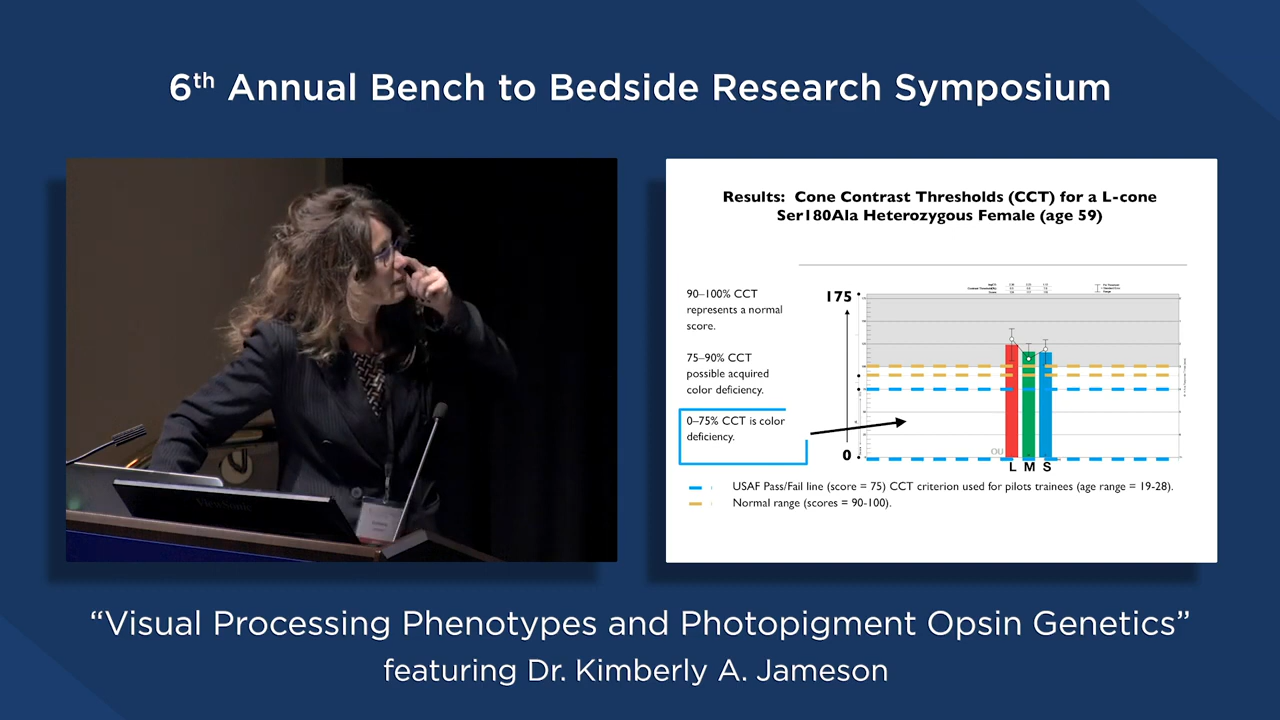 6th Annual Bench to Bedside Research Symposium
Results: Cone Contrast Thresholds (CCT) for a L-cone
Ser180Ala Heterozygous Female (age 59)
90–100% CCT
represents a normal
score.
75–90% CCT
possible acquired
color deficiency.
0–75% CCT is color
deficiency.
175
0
OU
L M S
USAF Pass/Fail line (score = 75) CCT criterion used for pilots trainees (age range = 19-28).
Normal range (scores = 90-100).
ViewSonic
“Visual Processing Phenotypes and Photopigment Opsin Genetics”
featuring Dr. Kimberly A. Jameson